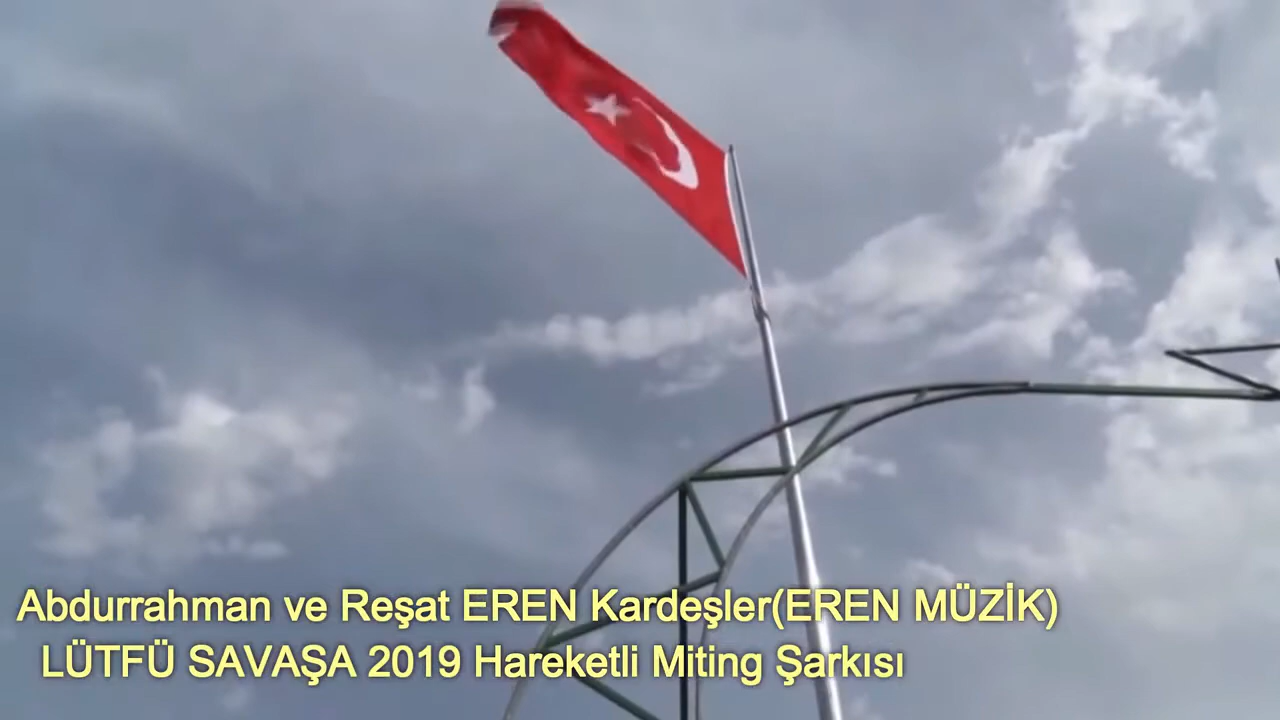 Abdurrahman ve Reşat EREN Kardeşler(EREN MÜZİK)
LÜTFÜ SAVAŞA 2019 Hareketli Miting Şarkısı